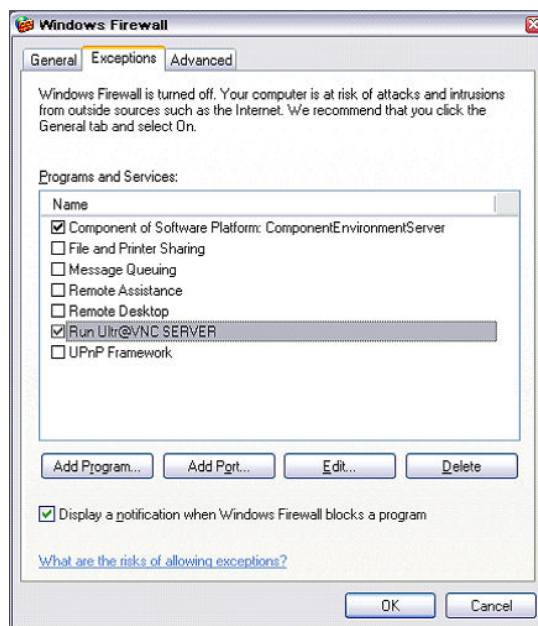 Windows Firewall
General Exceptions Advanced
Windows Firewall is turned off. Your computer is at risk of attacks and intrusions
from outside sources such as the Internet. We recommend that you click the
General tab and select On.
Programs and Services:
Name
Component of Software Platform: ComponentEnvironmentServer
File and Printer Sharing
Message Queuing
Remote Assistance
Remote Desktop
Run Ultr@VNC SERVER
UPnP Framework
Add Program... Add Port... Edit... Delete
Display a notification when Windows Firewall blocks a program
What are the risks of allowing exceptions?
OK Cancel